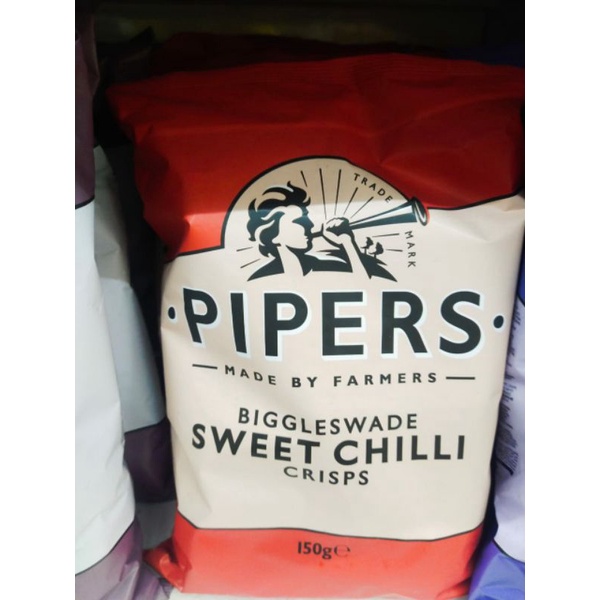 TRADE MARK
·PIPERS·
— MADE BY FARMERS —
BIGGLESWADE
SWEET CHILLI
CRISPS
150g℮